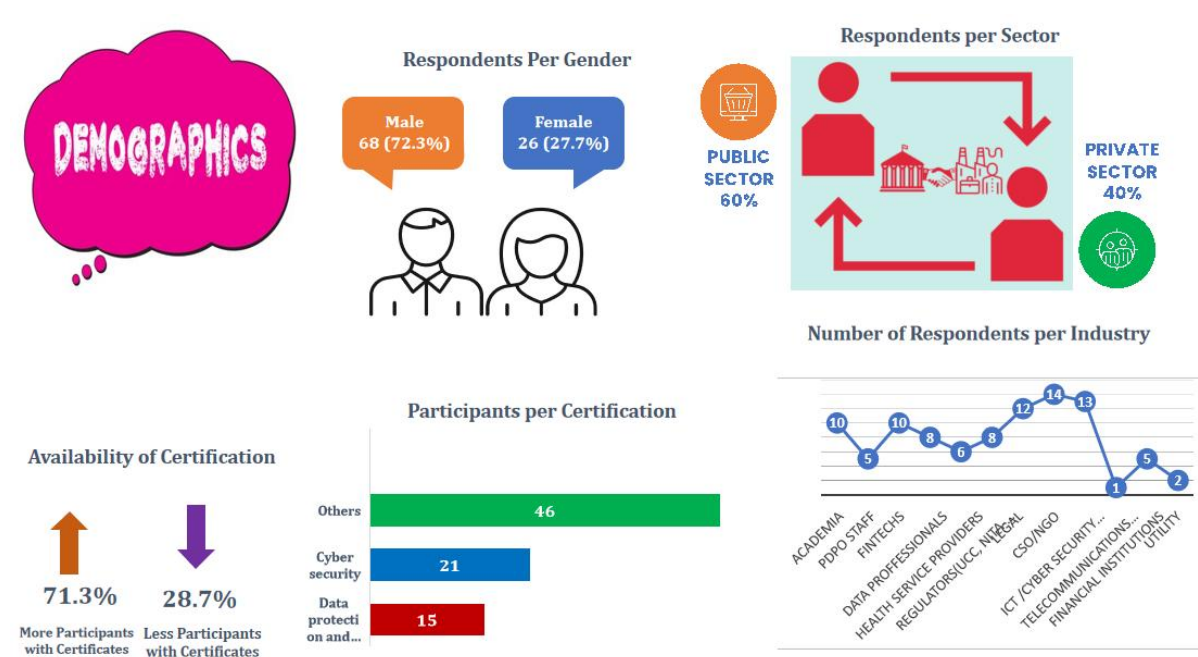 DEMOGRAPHICS
Respondents Per Gender
Male
68 (72.3%)
Female
26 (27.7%)
Respondents per Sector
PUBLIC
SECTOR
60%
PRIVATE
SECTOR
40%
Availability of Certification
71.3%
More Participants
with Certificates
28.7%
Less Participants
with Certificates
Participants per Certification
Others
46
Cyber
security
21
Data
protecti
on and...
15
Number of Respondents per Industry
10
5
10
8
6
8
12
14
13
1
5
2
ACADEMIA
PDPO STAFF
FINTECHS
DATA PROFFESSIONALS
HEALTH SERVICE PROVIDERS
REGULATORS(UCC, NITA...
LEGAL
CSO/NGO
ICT /CYBER SECURITY...
TELECOMMUNICATIONS...
FINANCIAL INSTITUTIONS
UTILITY